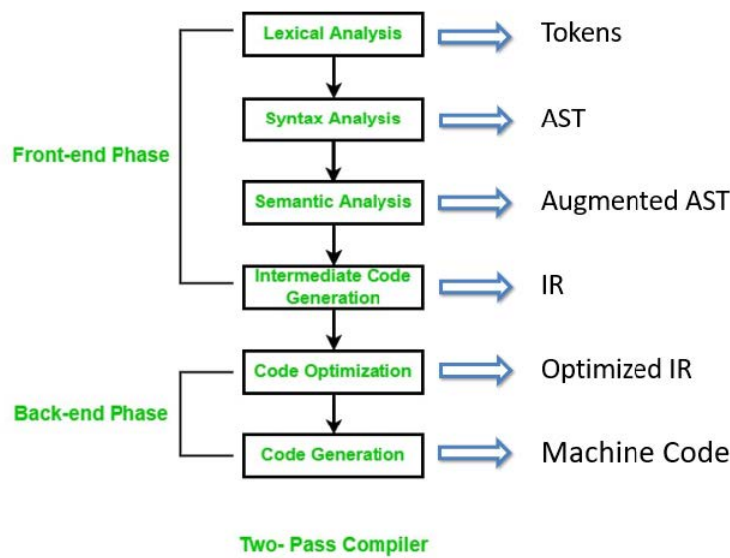 Lexical Analysis
Tokens
Syntax Analysis
AST
Front-end Phase
Semantic Analysis
Augmented AST
Intermediate Code
Generation
IR
Code Optimization
Optimized IR
Back-end Phase
Code Generation
Machine Code
Two- Pass Compiler